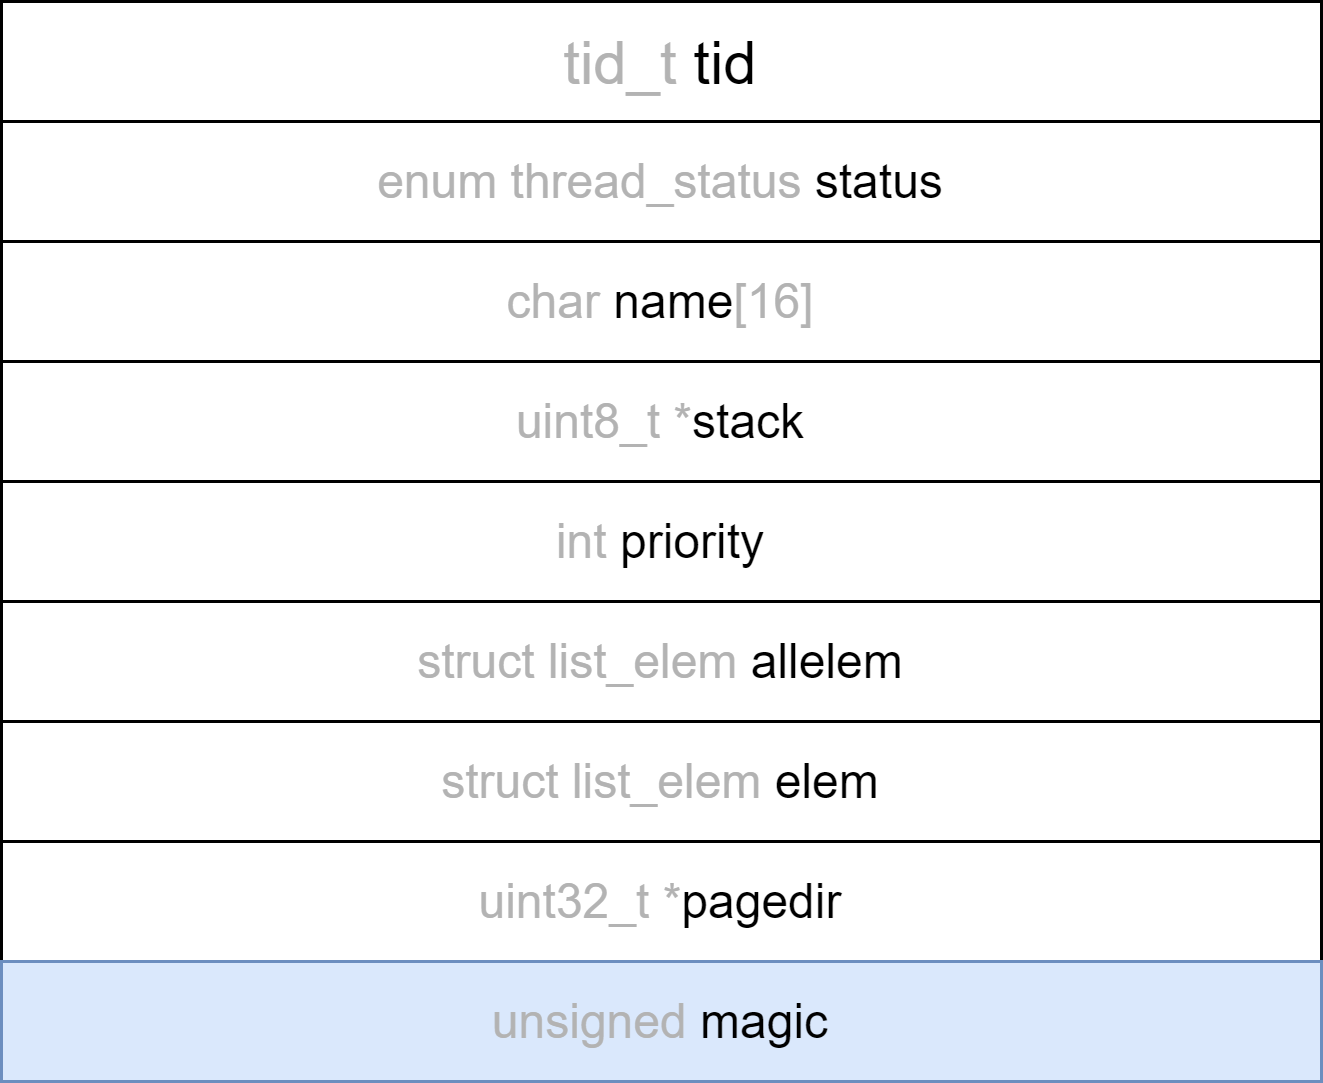 tid_t tid
enum thread_status status
char name[16]
uint8_t *stack
int priority
struct list_elem allelem
struct list_elem elem
uint32_t *pagedir
unsigned magic